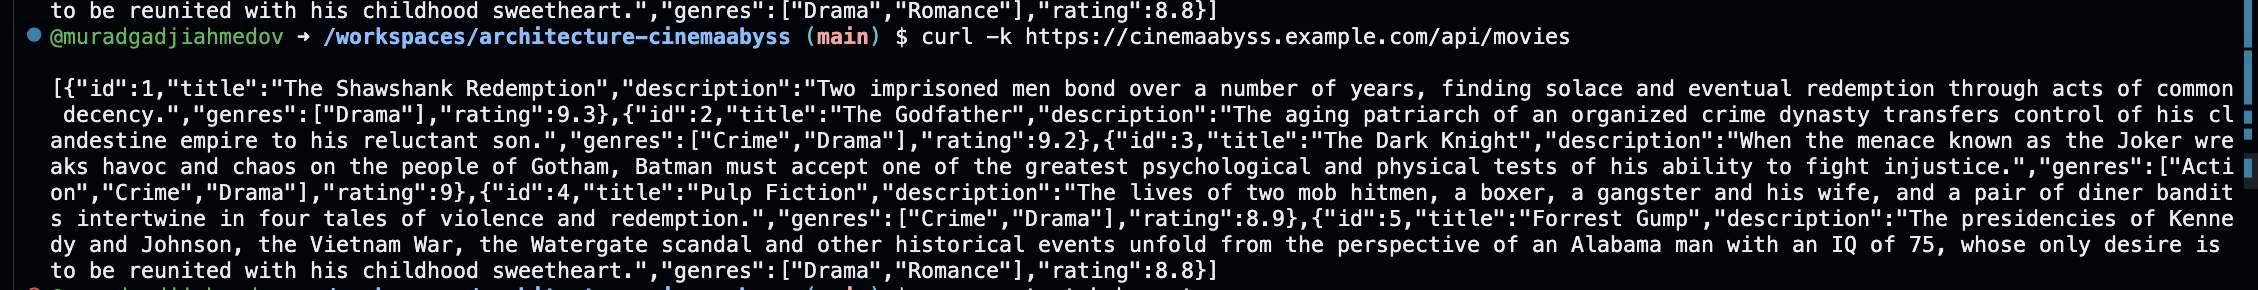 to be reunited with his childhood sweetheart.","genres":["Drama","Romance"],"rating":8.8}]
@muradgadjiahmedov → /workspaces/architecture-cinemaabyss (main) $ curl -k https://cinemaabyss.example.com/api/movies
[{"id":1,"title":"The Shawshank Redemption","description":"Two imprisoned men bond over a number of years, finding solace and eventual redemption through acts of common
 decency.","genres":["Drama"],"rating":9.3},{"id":2,"title":"The Godfather","description":"The aging patriarch of an organized crime dynasty transfers control of his cl
andestine empire to his reluctant son.","genres":["Crime","Drama"],"rating":9.2},{"id":3,"title":"The Dark Knight","description":"When the menace known as the Joker wre
aks havoc and chaos on the people of Gotham, Batman must accept one of the greatest psychological and physical tests of his ability to fight injustice.","genres":["Acti
on","Crime","Drama"],"rating":9},{"id":4,"title":"Pulp Fiction","description":"The lives of two mob hitmen, a boxer, a gangster and his wife, and a pair of diner bandit
s intertwine in four tales of violence and redemption.","genres":["Crime","Drama"],"rating":8.9},{"id":5,"title":"Forrest Gump","description":"The presidencies of Kenne
dy and Johnson, the Vietnam War, the Watergate scandal and other historical events unfold from the perspective of an Alabama man with an IQ of 75, whose only desire is
to be reunited with his childhood sweetheart.","genres":["Drama","Romance"],"rating":8.8}]